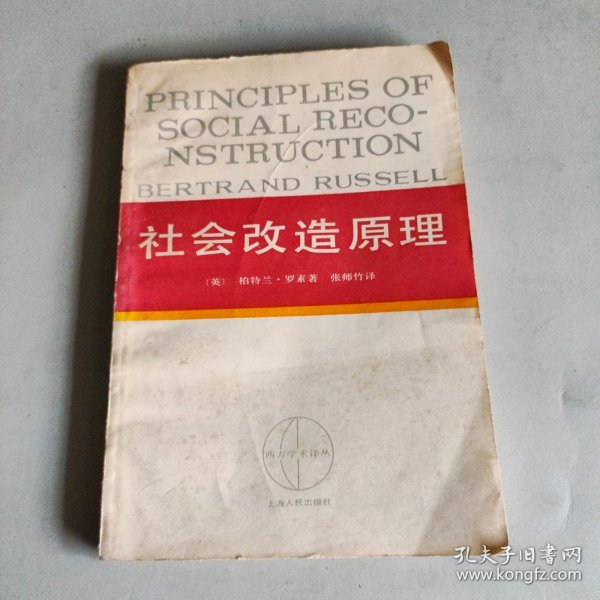 PRINCIPLES OF
SOCIAL RECO-
NSTRUCTION
BERTRAND RUSSELL
社会改造原理
〔英〕 柏特兰·罗素著 张师竹译
西方学术译丛
上海人民出版社
孔夫子旧书网
www.kongfz.com